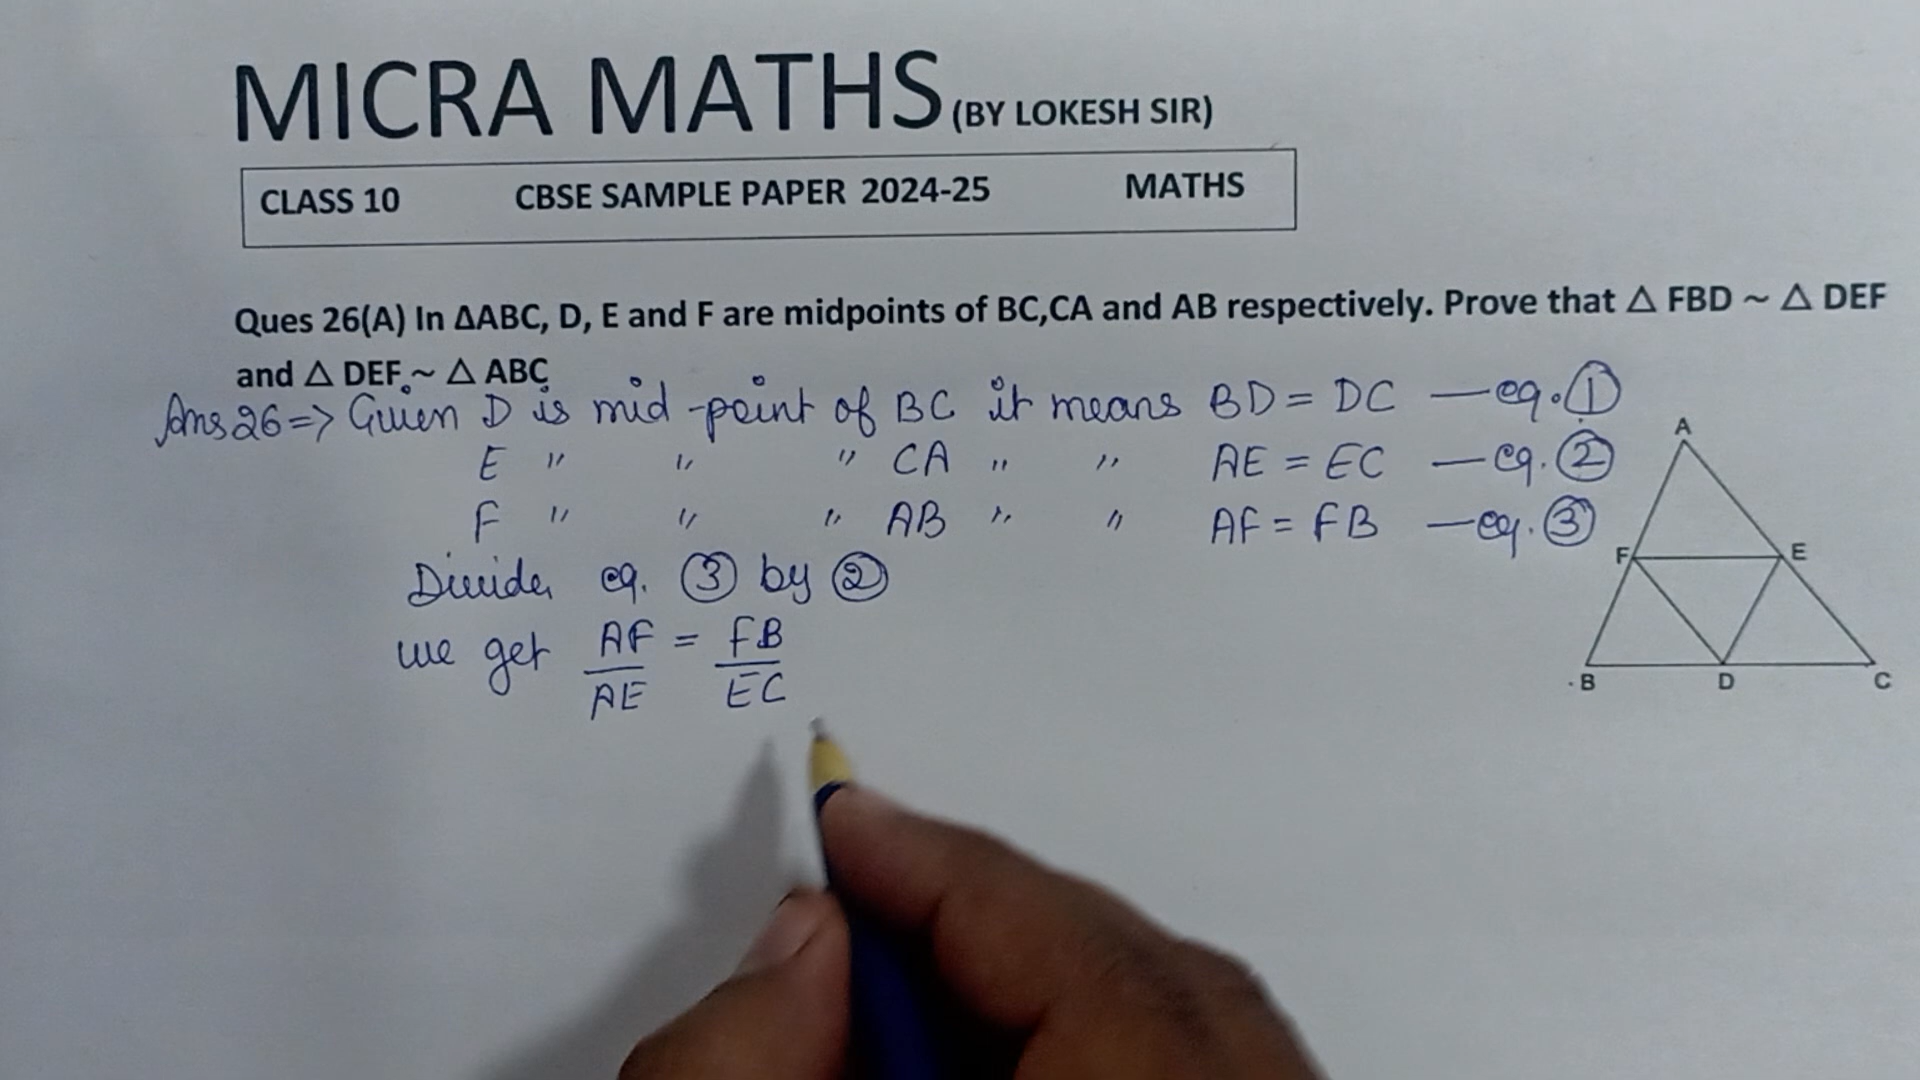 MICRA MATHS (BY LOKESH SIR)
CLASS 10 CBSE SAMPLE PAPER 2024-25 MATHS
Ques 26(A) In ΔABC, D, E and F are midpoints of BC,CA and AB respectively. Prove that △ FBD ~ △ DEF
and △ DEF ~ △ ABC
Ans 26 => Given D is mid-point of BC it means BD = DC — eq. ①
E " " " CA " " AE = EC — eq. ②
F " " " AB " " AF = FB — eq. ③
Divide eq. ③ by ②
we get AF/AE = FB/EC
A
F E
B D C